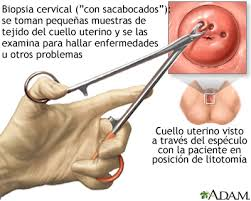 Biopsia cervical ("con sacabocados"):
se toman pequeñas muestras de
tejido del cuello uterino y se las
examina para hallar enfermedades
u otros problemas
Cuello uterino visto
a través del espéculo
con la paciente en
posición de litotomía
ADAM.